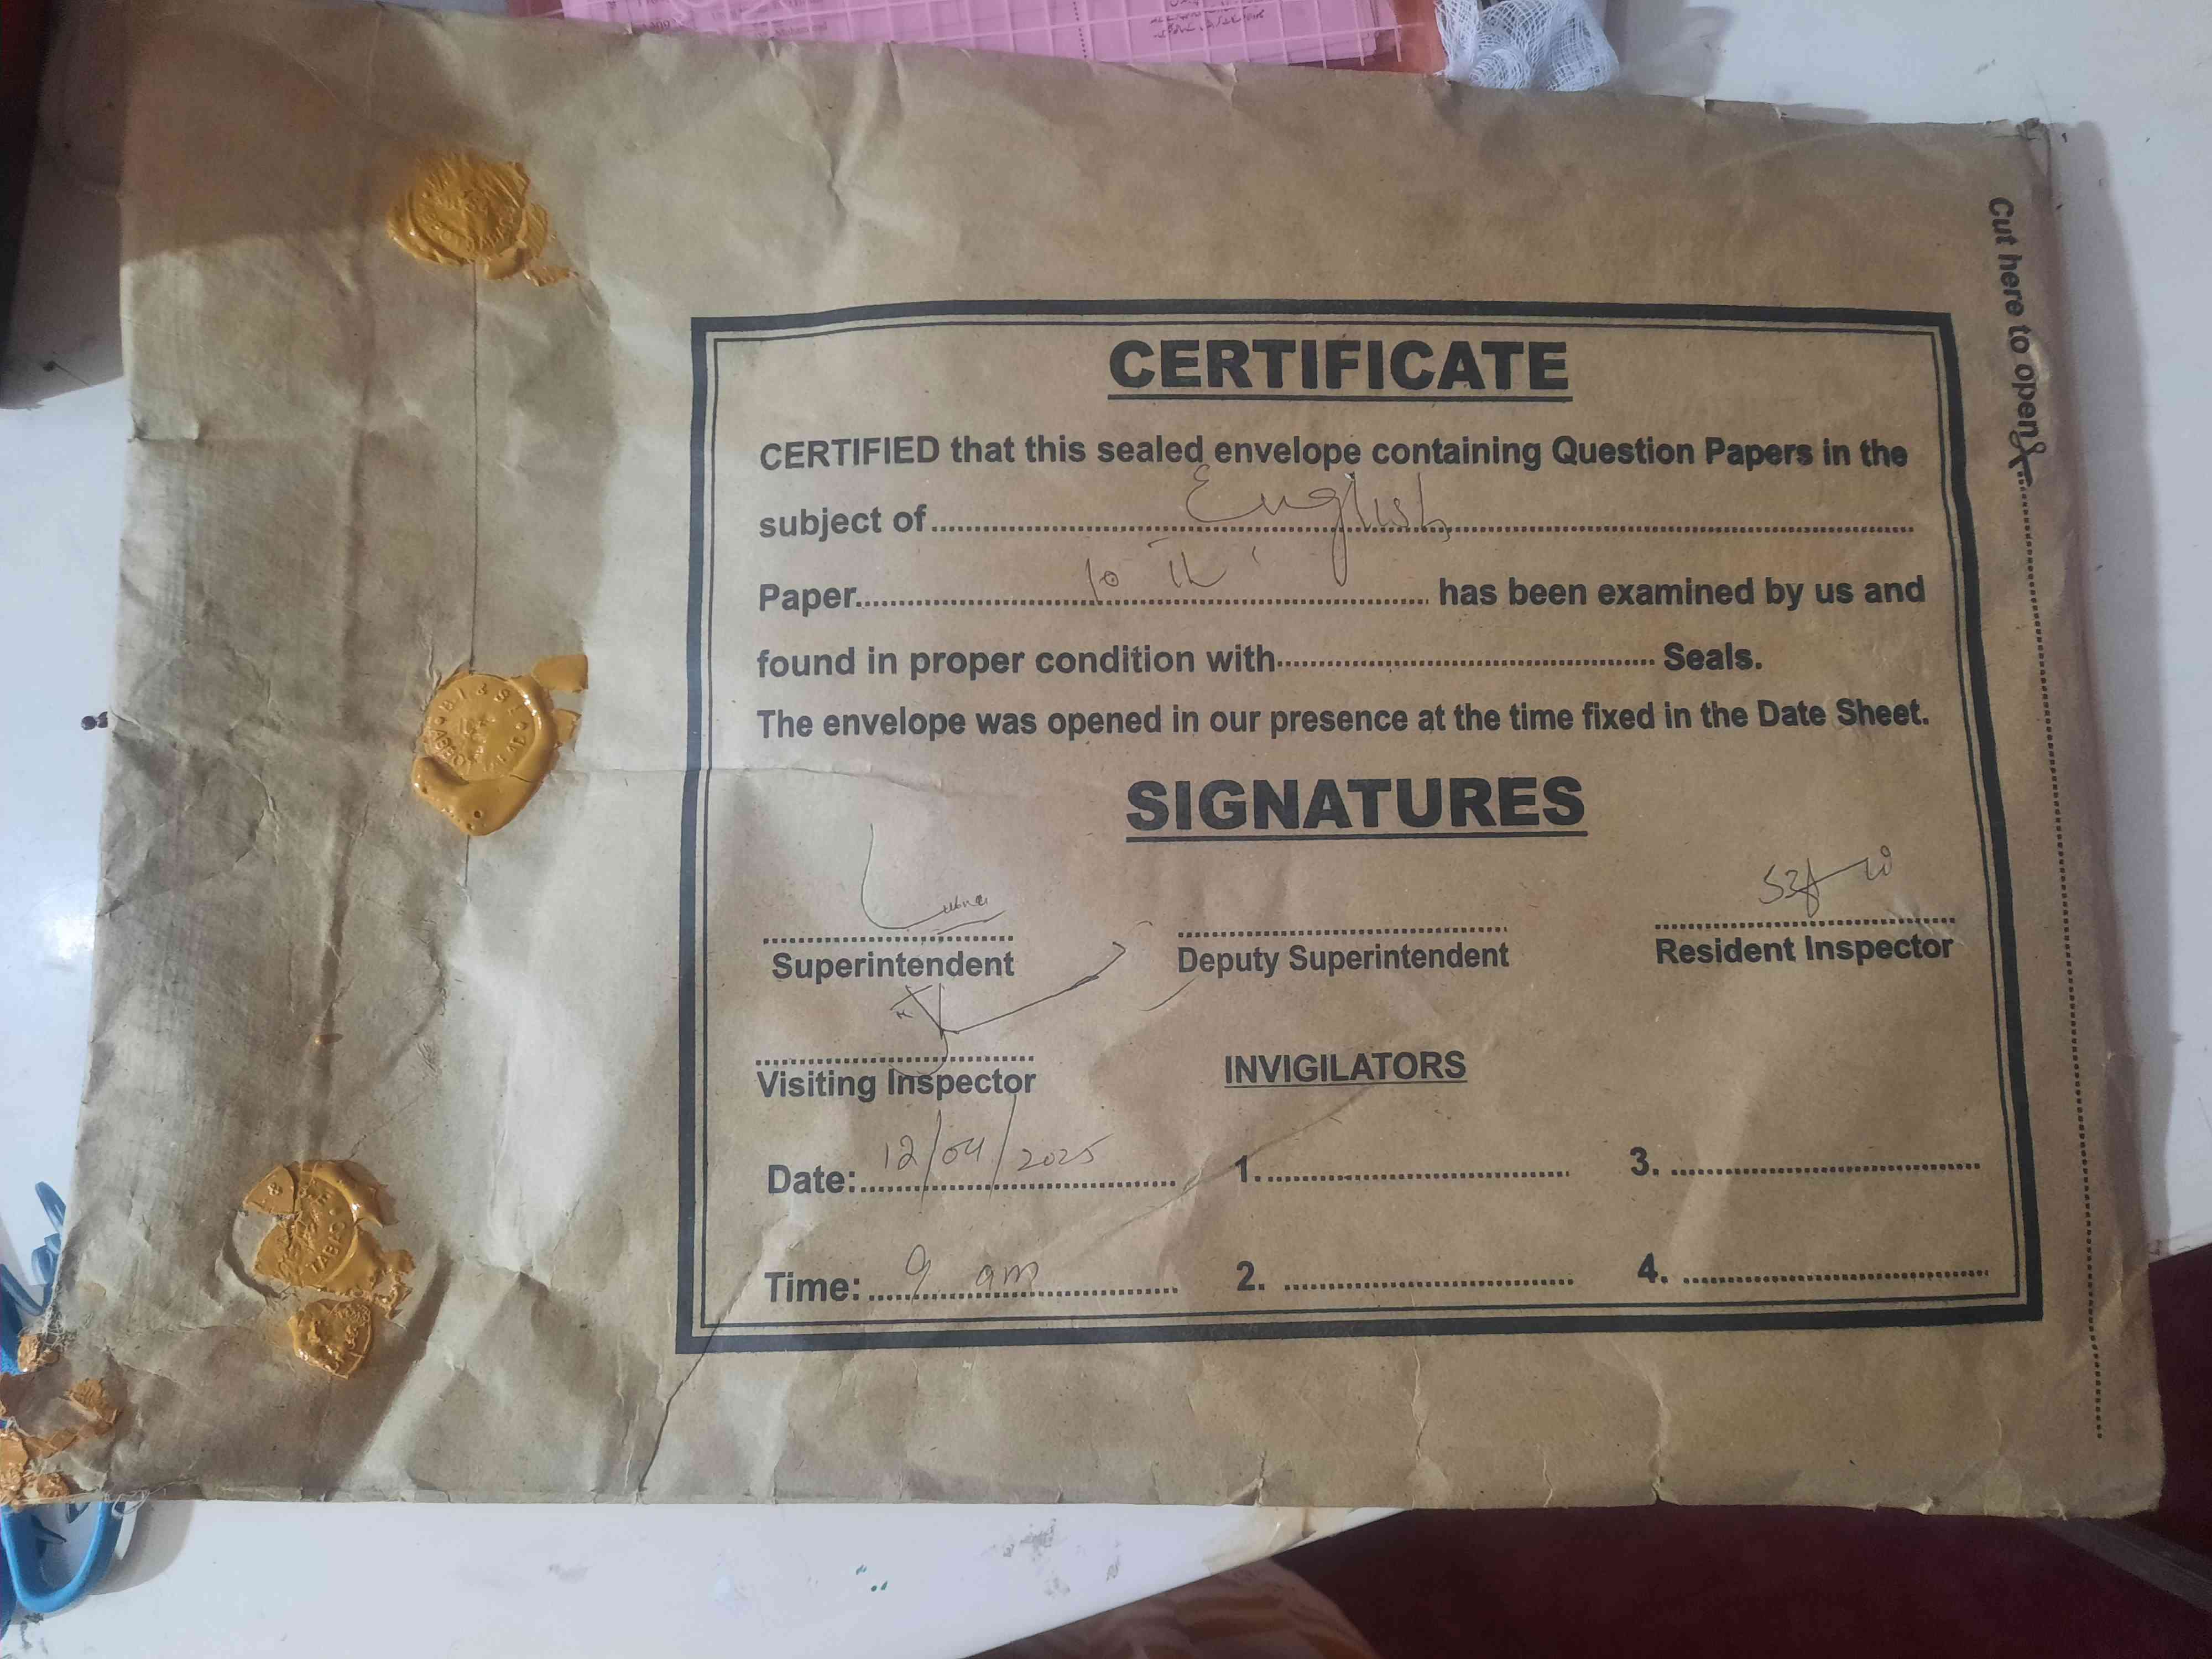 Cut here to open
CERTIFICATE
CERTIFIED that this sealed envelope containing Question Papers in the
subject of English
Paper 10th has been examined by us and
found in proper condition with Seals.
The envelope was opened in our presence at the time fixed in the Date Sheet.
SIGNATURES
Superintendent Deputy Superintendent Resident Inspector
Visiting Inspector INVIGILATORS
Date: 12/04/2025 1. 3.
Time: 9 am 2. 4.